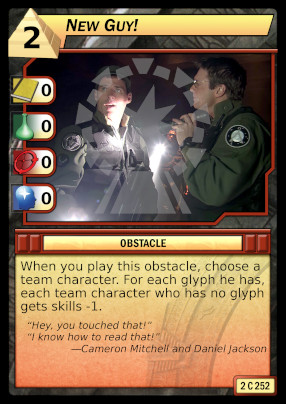 2
NEW GUY!
0
0
0
0
OBSTACLE
When you play this obstacle, choose a
team character. For each glyph he has,
each team character who has no glyph
gets skills -1.
"Hey, you touched that!"
"I know how to read that!"
—Cameron Mitchell and Daniel Jackson
2 C 252